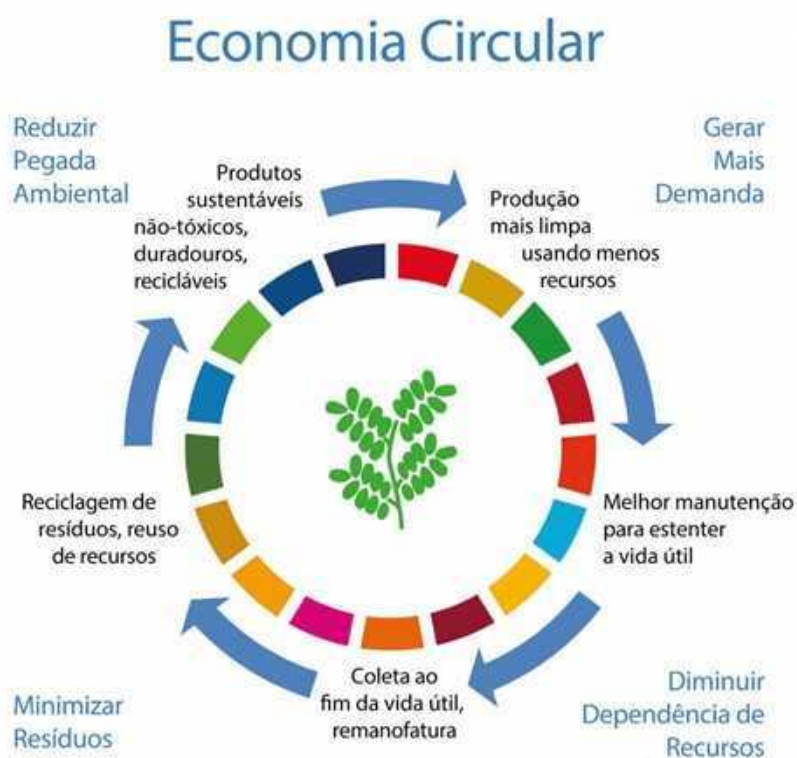 Economia Circular
Reduzir
Pegada
Ambiental
Gerar
Mais
Demanda
Produtos
sustentáveis
não-tóxicos,
duradouros,
recicláveis
Produção
mais limpa
usando menos
recursos
Melhor manutenção
para estenter
a vida útil
Coleta ao
fim da vida útil,
remanofatura
Reciclagem de
resíduos, reuso
de recursos
Minimizar
Resíduos
Diminuir
Dependência de
Recursos